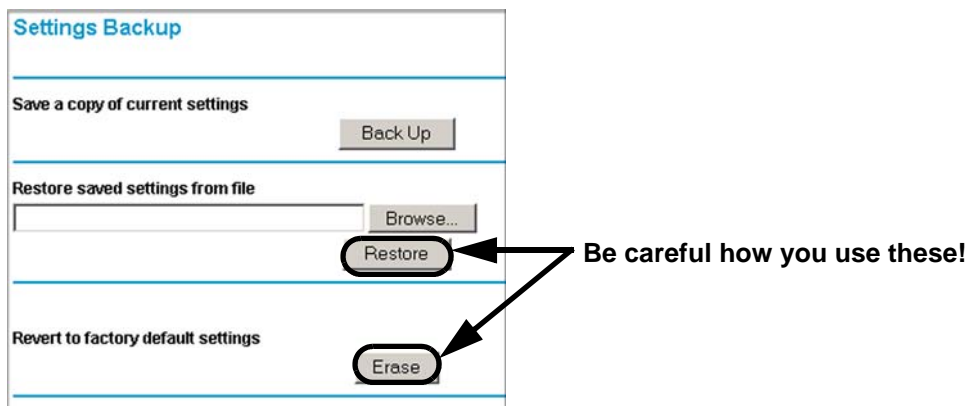 Settings Backup
Save a copy of current settings
Back Up
Restore saved settings from file
Browse...
Restore
Be careful how you use these!
Revert to factory default settings
Erase